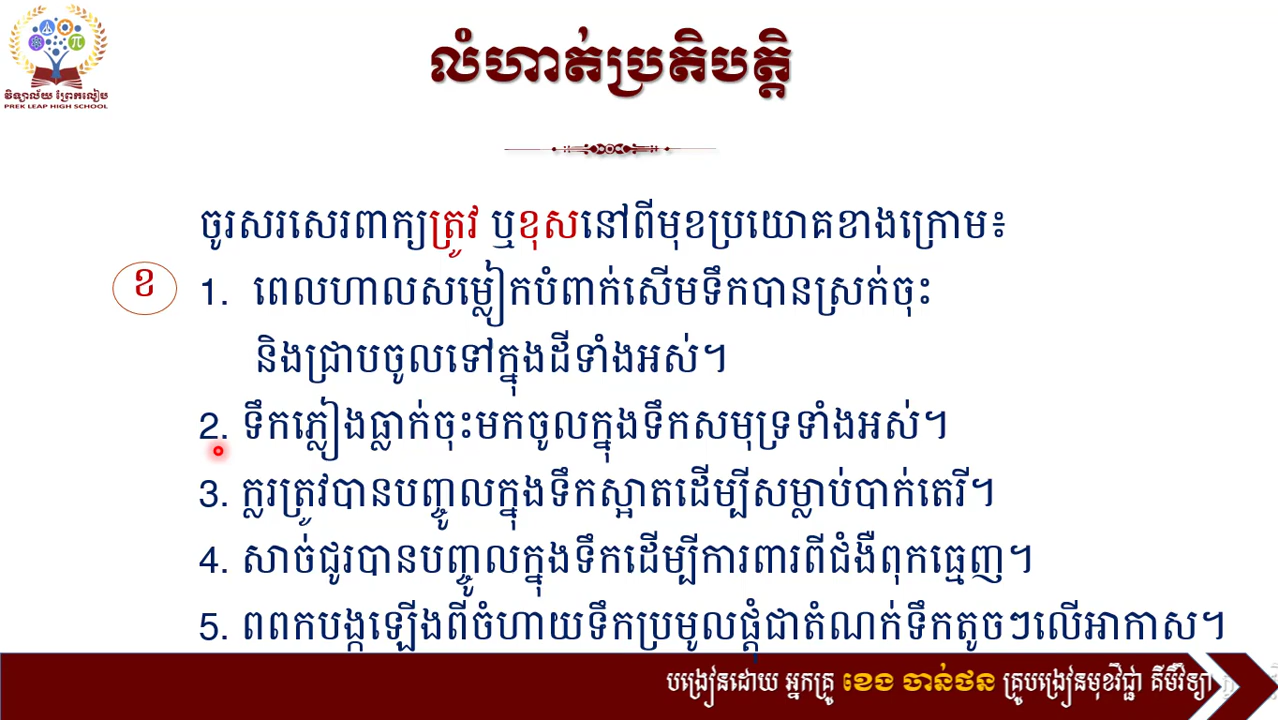 វិទ្យាល័យ ព្រែកលៀប
PREK LEAP HIGH SCHOOL
លំហាត់ប្រតិបត្តិ
ចូរសរសេរពាក្យត្រូវ ឬខុសនៅពីមុខប្រយោគខាងក្រោម៖
ខ
1. ពេលហាលសម្លៀកបំពាក់សើមទឹកបានស្រក់ចុះ
និងជ្រាបចូលទៅក្នុងដីទាំងអស់។
2. ទឹកភ្លៀងធ្លាក់ចុះមកចូលក្នុងទឹកសមុទ្រទាំងអស់។
3. ក្លរត្រូវបានបញ្ចូលក្នុងទឹកស្អាតដើម្បីសម្លាប់បាក់តេរី។
4. សាច់ជូរបានបញ្ចូលក្នុងទឹកដើម្បីការពារពីជំងឺពុកធ្មេញ។
5. ពពកបង្កឡើងពីចំហាយទឹកប្រមូលផ្តុំជាតំណក់ទឹកតូចៗលើអាកាស។
បង្រៀនដោយ អ្នកគ្រូ ខេង ចាន់ថន គ្រូបង្រៀនមុខវិជ្ជា គីមីវិទ្យា